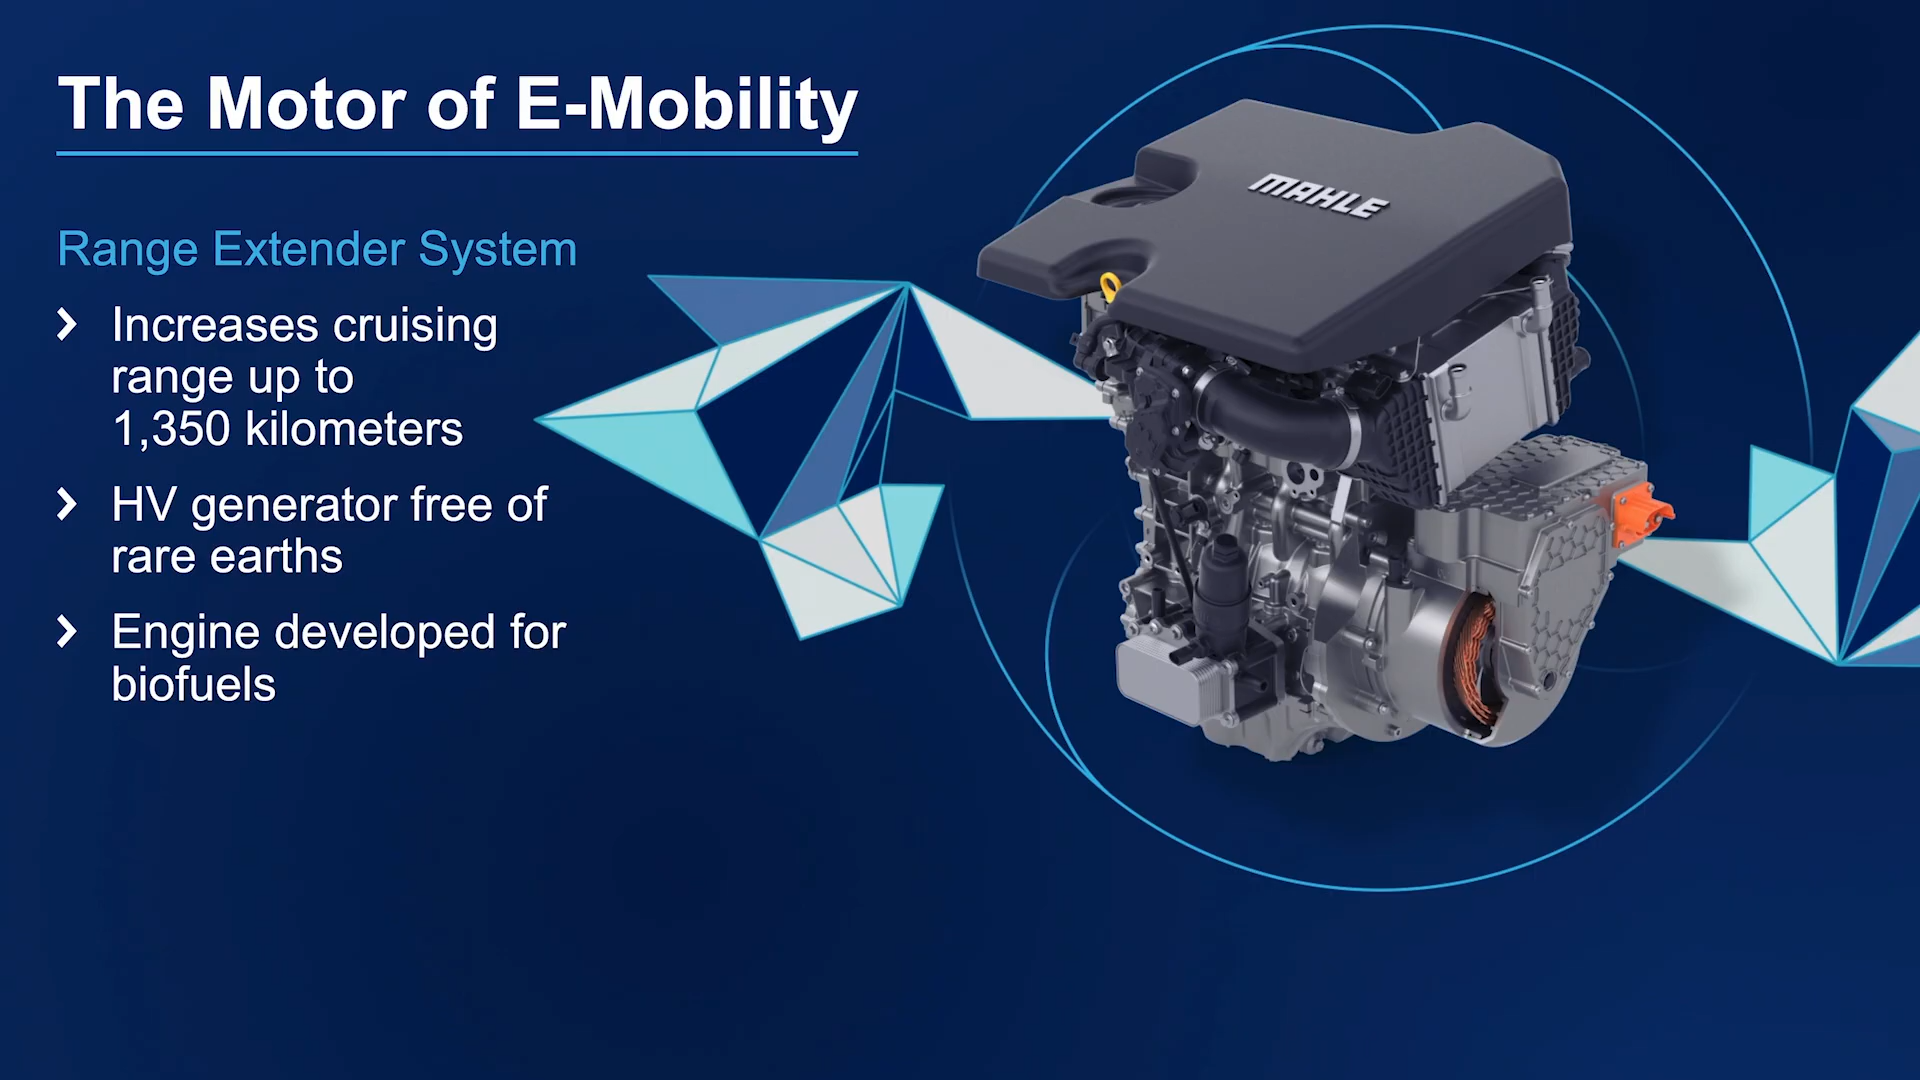 The Motor of E-Mobility
MAHLE
Range Extender System
Increases cruising
range up to
1,350 kilometers
HV generator free of
rare earths
Engine developed for
biofuels